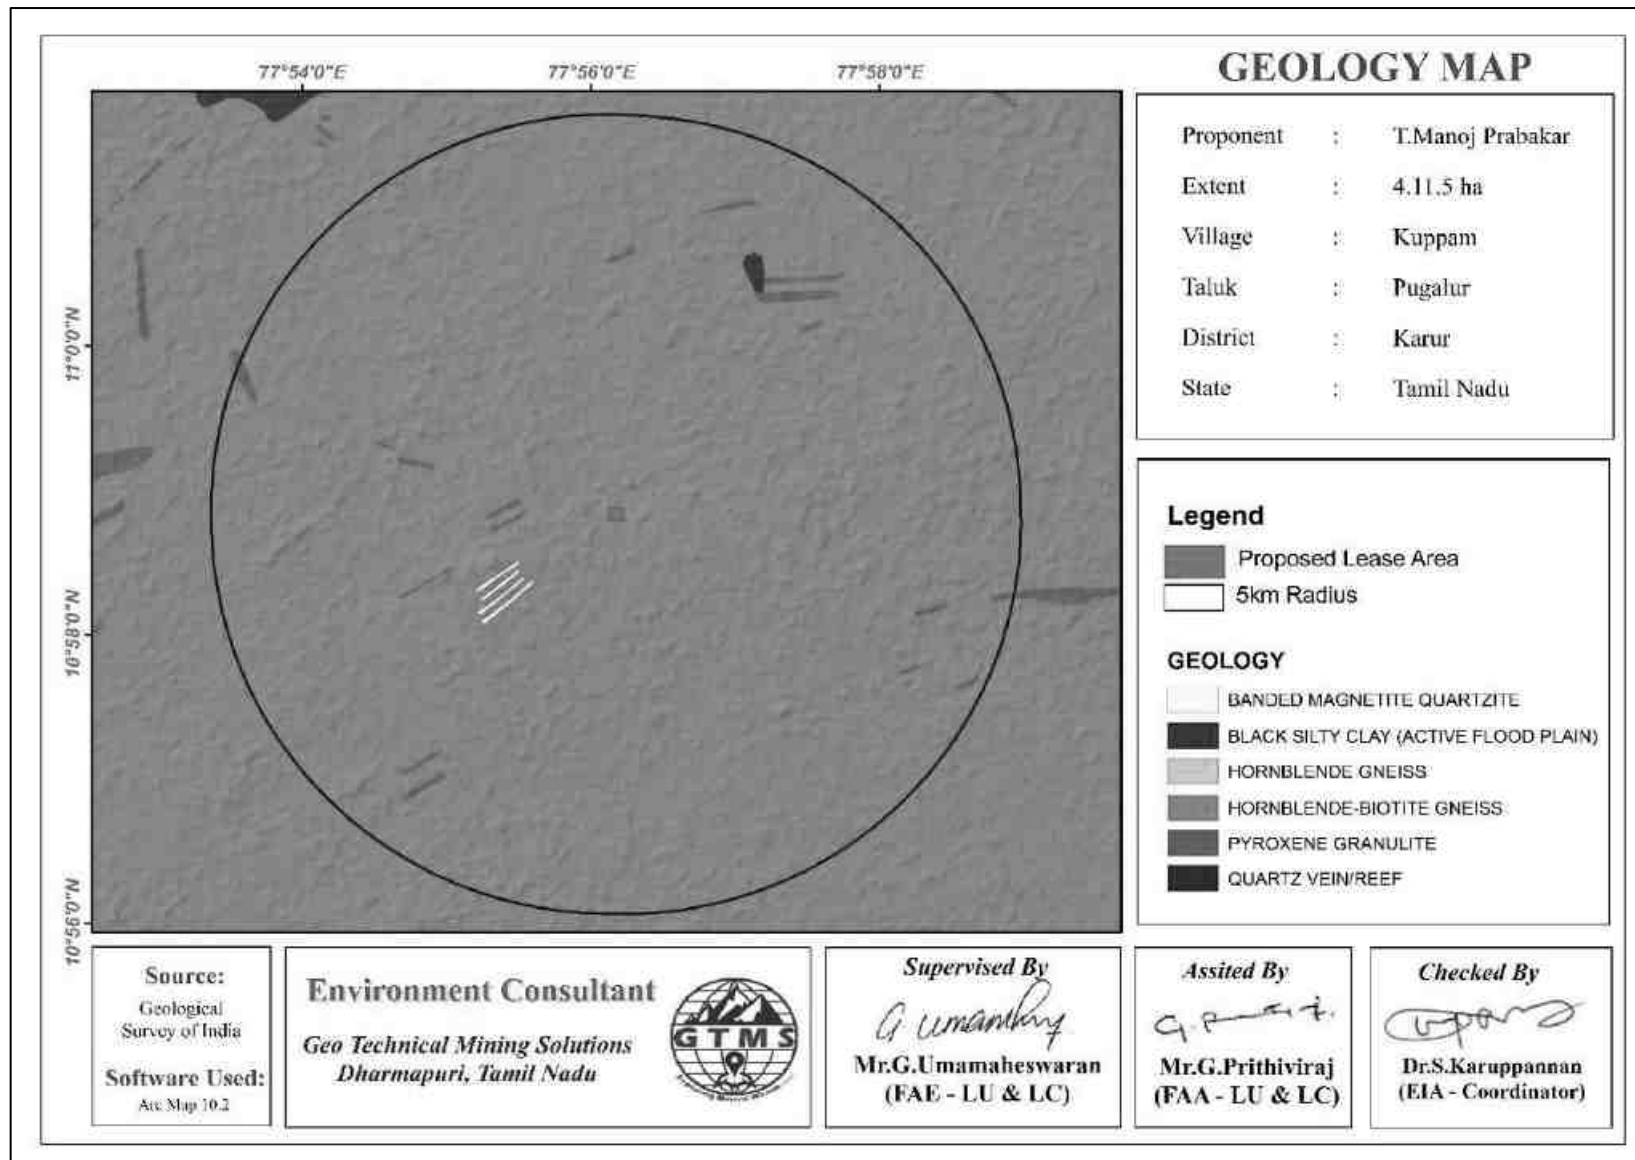 GEOLOGY MAP
77°54'0"E 77°56'0"E 77°58'0"E
11°0'0"N
10°58'0"N
10°56'0"N
Proponent : T.Manoj Prabakar
Extent : 4.11.5 ha
Village : Kuppam
Taluk : Pugalur
District : Karur
State : Tamil Nadu
Legend
Proposed Lease Area
5km Radius
GEOLOGY
BANDED MAGNETITE QUARTZITE
BLACK SILTY CLAY (ACTIVE FLOOD PLAIN)
HORNBLENDE GNEISS
HORNBLENDE-BIOTITE GNEISS
PYROXENE GRANULITE
QUARTZ VEIN/REEF
Source:
Geological
Survey of India
Software Used:
Arc Map 10.2
Environment Consultant
Geo Technical Mining Solutions
Dharmapuri, Tamil Nadu
GTMS
Supervised By
Mr.G.Umamaheswaran
(FAE - LU & LC)
Assited By
Mr.G.Prithiviraj
(FAA - LU & LC)
Checked By
Dr.S.Karuppannan
(EIA - Coordinator)